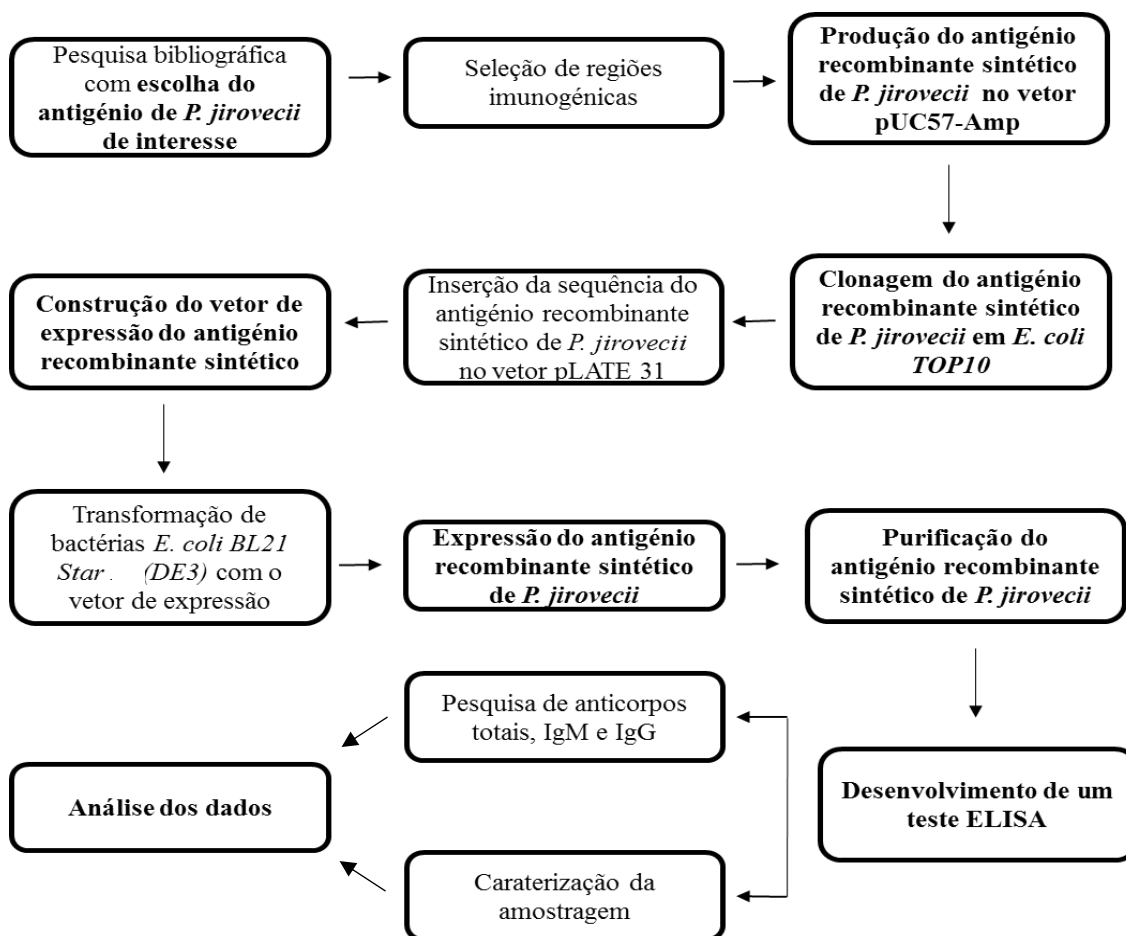 Pesquisa bibliográfica
com escolha do
antigénio de P. jirovecii
de interesse
Seleção de regiões
imunogénicas
Produção do antigénio
recombinante sintético
de P. jirovecii no vetor
pUC57-Amp
Construção do vetor de
expressão do antigénio
recombinante sintético
Inserção da sequência do
antigénio recombinante
sintético de P. jirovecii
no vetor pLATE 31
Clonagem do antigénio
recombinante sintético
de P. jirovecii em E. coli
TOP10
Transformação de
bactérias E. coli BL21
Star (DE3) com o
vetor de expressão
Expressão do antigénio
recombinante sintético
de P. jirovecii
Purificação do
antigénio recombinante
sintético de P. jirovecii
Pesquisa de anticorpos
totais, IgM e IgG
Análise dos dados
Desenvolvimento de um
teste ELISA
Caraterização da
amostragem